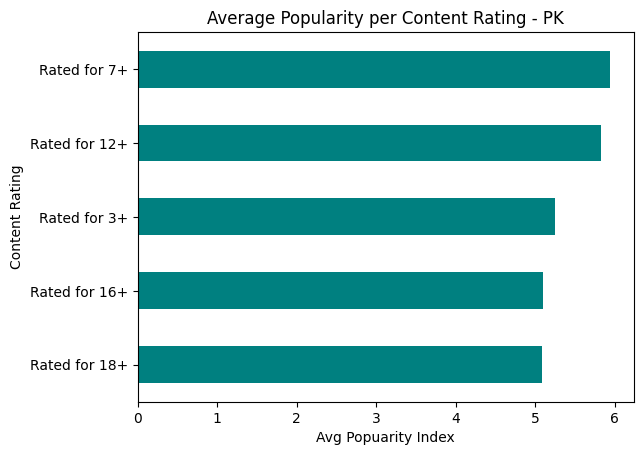 Average Popularity per Content Rating - PK
Rated for 7+
Rated for 12+
Rated for 3+
Rated for 16+
Rated for 18+
Content Rating
0 1 2 3 4 5 6
Avg Popuarity Index